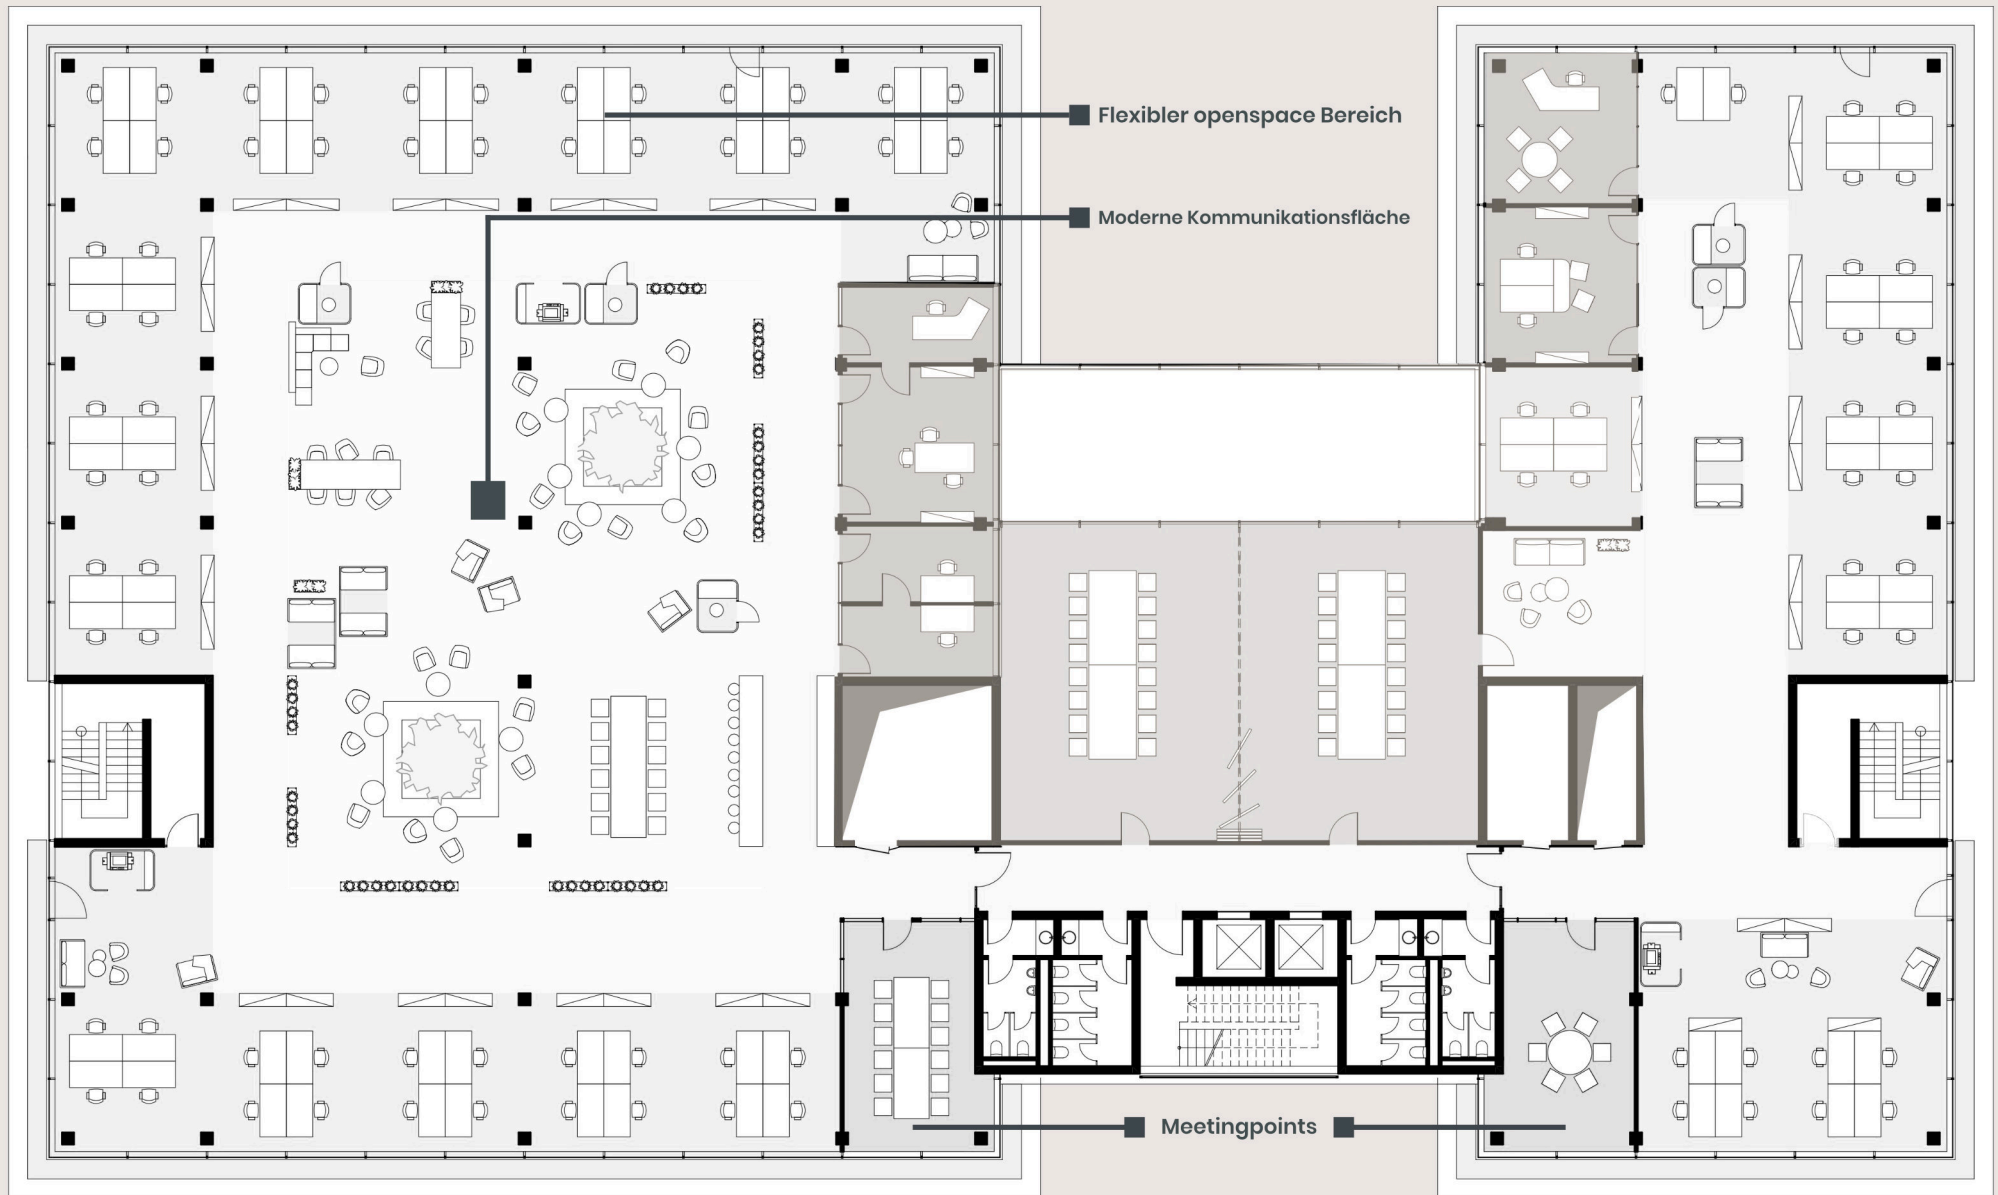 Flexibler openspace Bereich
Moderne Kommunikationsfläche
Meetingpoints